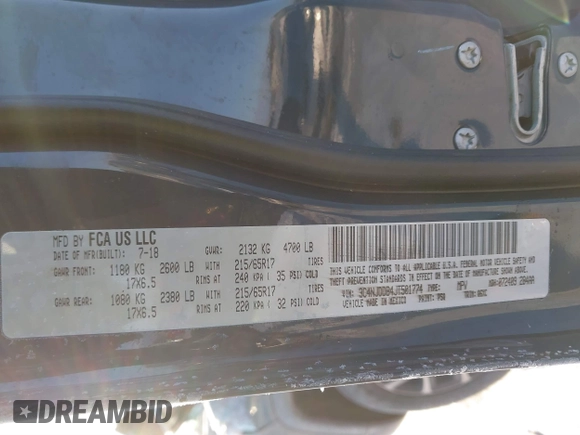 MFD BY FCA US LLC
DATE OF MFR(BUILT): 7-18 GVWR: 2132 KG 4700 LB
GAWR FRONT: 1180 KG 2600 LB WITH 215/65R17 TIRES
17X6.5 RIMS AT 240 KPA ( 35 PSI) COLD
GAWR REAR: 1080 KG 2380 LB WITH 215/65R17 TIRES
17X6.5 RIMS AT 220 KPA ( 32 PSI) COLD
THIS VEHICLE CONFORMS TO ALL APPLICABLE U.S.A. FEDERAL MOTOR VEHICLE SAFETY, BUMPER, AND
THEFT PREVENTION STANDARDS IN EFFECT ON THE DATE OF MANUFACTURE SHOWN ABOVE.
VIN: TYPE: MPV
VEHICLE MADE IN MEXICO PAINT: TRIM:
DREAMBID